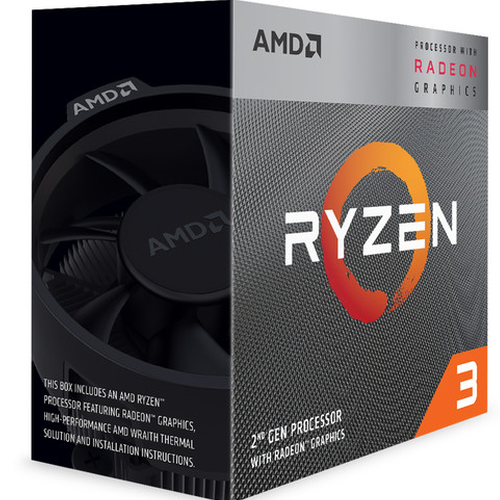 AMD
PROCESSOR WITH
RADEON
GRAPHICS
AMD
AMD
RYZEN
3
2ND GEN PROCESSOR
WITH RADEON™ GRAPHICS
THIS BOX INCLUDES AN AMD RYZEN™
PROCESSOR FEATURING RADEON™ GRAPHICS,
HIGH-PERFORMANCE AMD WRAITH THERMAL
SOLUTION AND INSTALLATION INSTRUCTIONS.